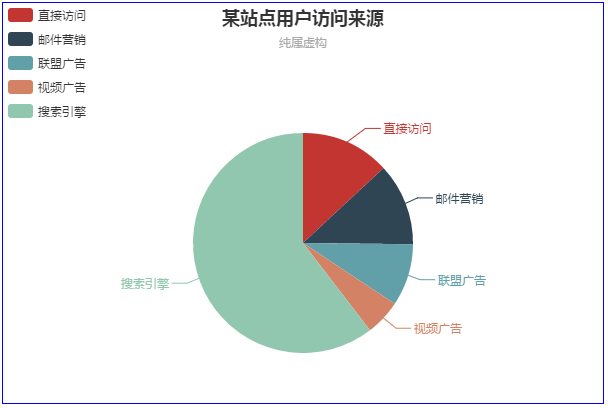 某站点用户访问来源
纯属虚构
直接访问
邮件营销
联盟广告
视频广告
搜索引擎
直接访问
邮件营销
联盟广告
视频广告
搜索引擎